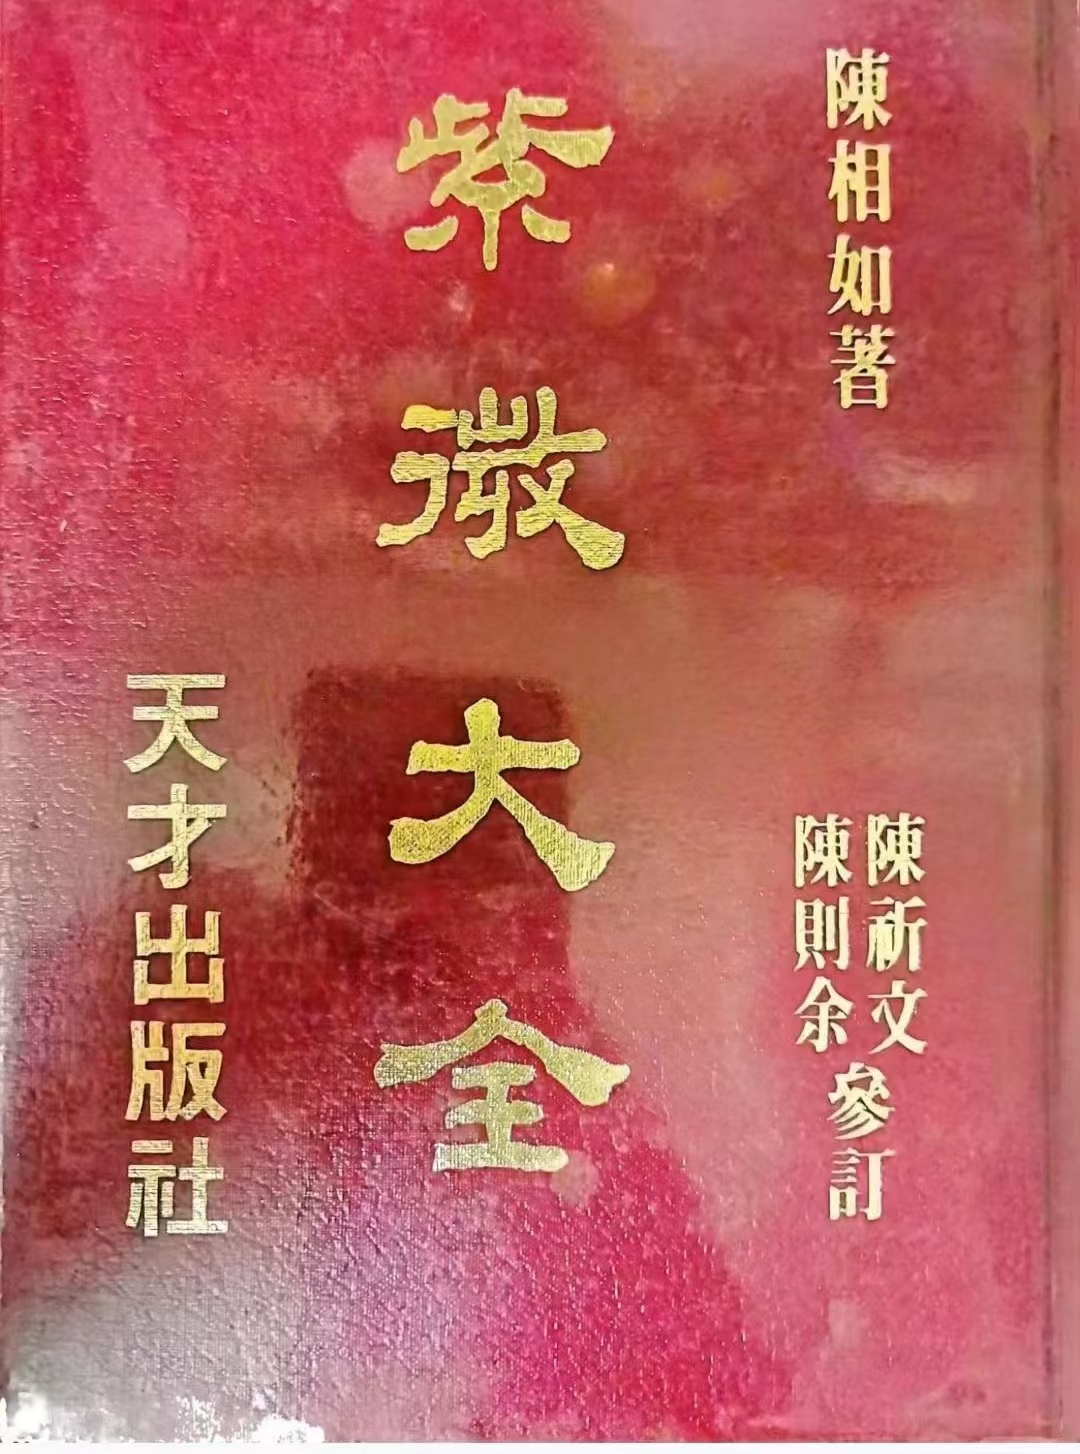 陳相如著
陳祈文
陳則余
參訂
紫微大全
天才出版社